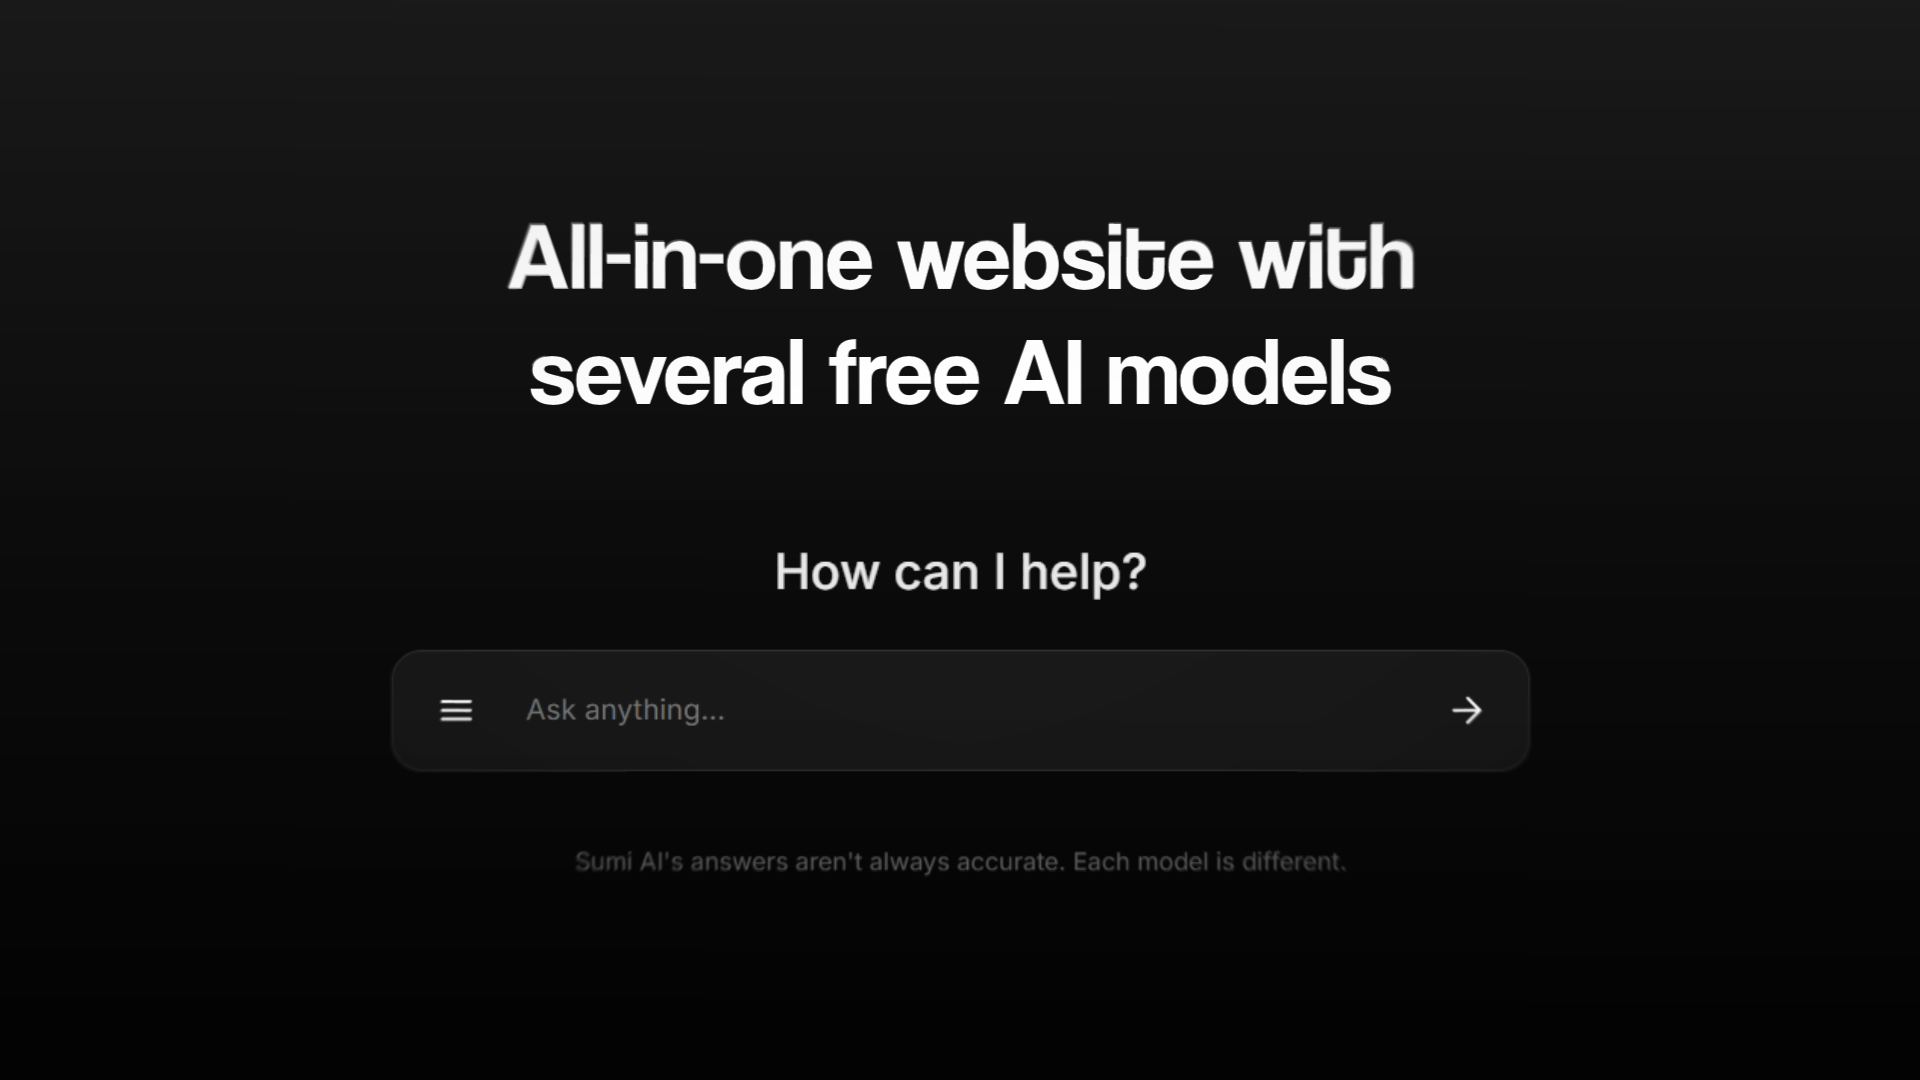 All-in-one website with
several free AI models
How can I help?
Ask anything...
Sumi AI's answers aren't always accurate. Each model is different.